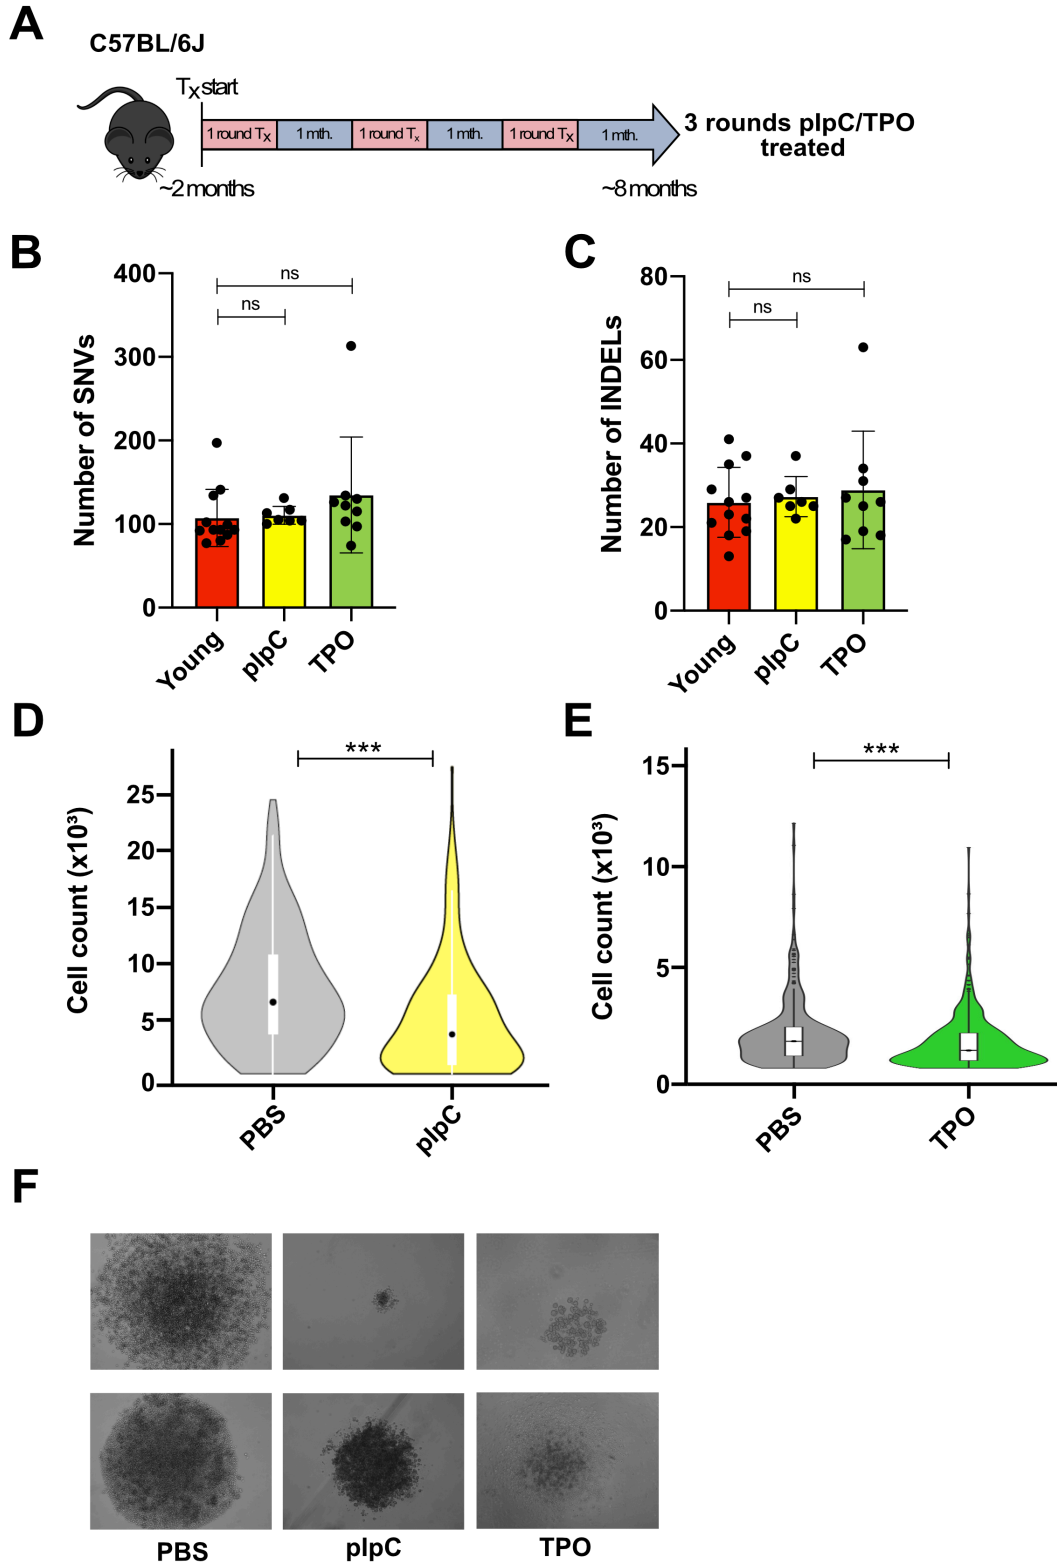 A
C57BL/6J
Tx start
1 round Tx
1 mth.
1 round Tx
1 mth.
1 round Tx
1 mth.
3 rounds pIpC/TPO
treated
~2 months
~8 months
B
Number of SNVs
400
300
200
100
0
ns
ns
Young
pIpC
TPO
C
Number of INDELs
80
60
40
20
0
ns
ns
Young
pIpC
TPO
D
Cell count (x10³)
25
20
15
10
5
0
***
PBS
pIpC
E
Cell count (x10³)
15
10
5
0
***
PBS
TPO
F
PBS
pIpC
TPO